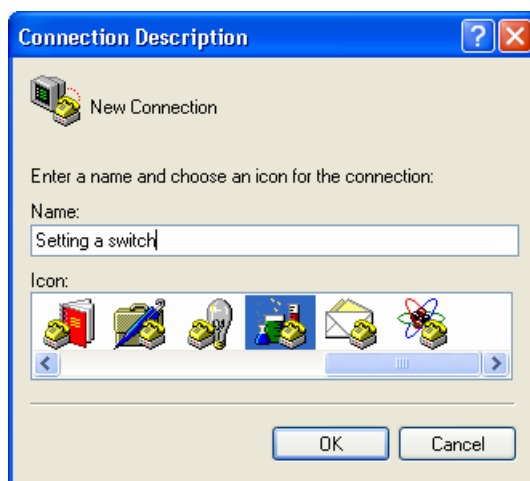 Connection Description
New Connection
Enter a name and choose an icon for the connection:
Name:
Setting a switch
Icon:
OK
Cancel